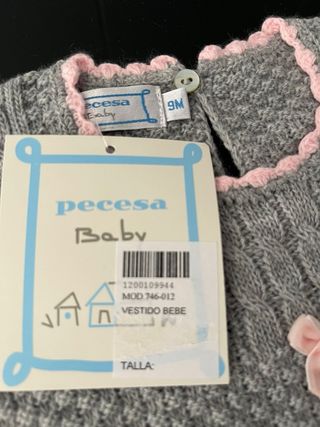 pecesa
Baby
9M
pecesa
Baby
1200109944
MOD 746-012
VESTIDO BEBE
TALLA: